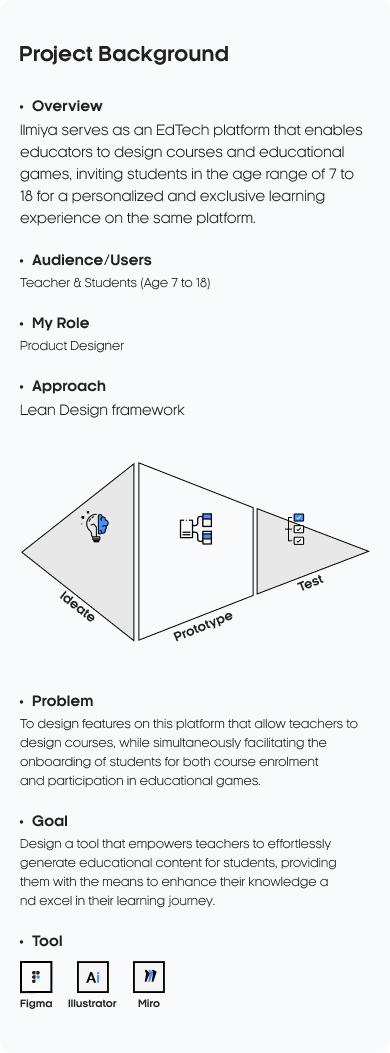 Project Background
• Overview
Ilmiya serves as an EdTech platform that enables
educators to design courses and educational
games, inviting students in the age range of 7 to
18 for a personalized and exclusive learning
experience on the same platform.
• Audience/Users
Teacher & Students (Age 7 to 18)
• My Role
Product Designer
• Approach
Lean Design framework
Ideate
Prototype
Test
• Problem
To design features on this platform that allow teachers to
design courses, while simultaneously facilitating the
onboarding of students for both course enrolment
and participation in educational games.
• Goal
Design a tool that empowers teachers to effortlessly
generate educational content for students, providing
them with the means to enhance their knowledge a
nd excel in their learning journey.
• Tool
Ai
Figma Illustrator Miro